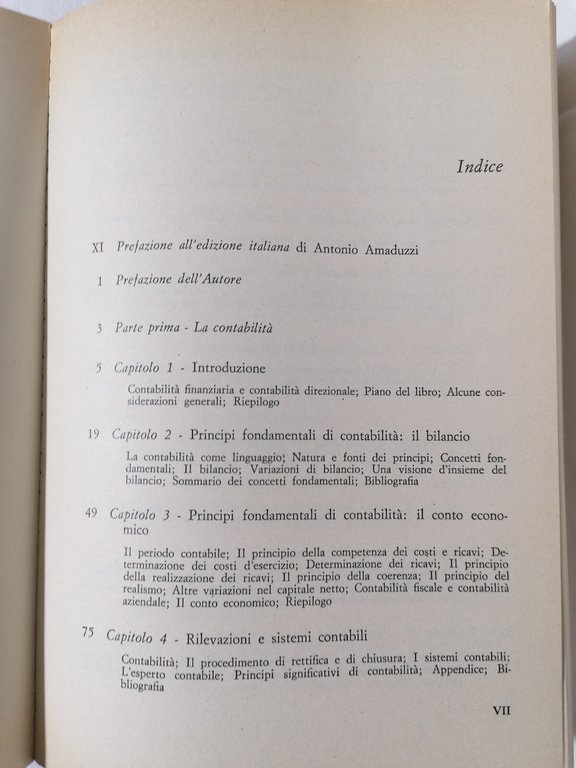 Indice
XI Prefazione all'edizione italiana di Antonio Amaduzzi
1 Prefazione dell'Autore
3 Parte prima - La contabilità
5 Capitolo 1 - Introduzione
Contabilità finanziaria e contabilità direzionale; Piano del libro; Alcune con-
siderazioni generali; Riepilogo
19 Capitolo 2 - Principi fondamentali di contabilità: il bilancio
La contabilità come linguaggio; Natura e fonti dei principi; Concetti fon-
damentali; Il bilancio; Variazioni di bilancio; Una visione d'insieme del
bilancio; Sommario dei concetti fondamentali; Bibliografia
49 Capitolo 3 - Principi fondamentali di contabilità: il conto econo-
mico
Il periodo contabile; Il principio della competenza dei costi e ricavi; De-
terminazione dei costi d'esercizio; Determinazione dei ricavi; Il principio
della realizzazione dei ricavi; Il principio della coerenza; Il principio del
realismo; Altre variazioni nel capitale netto; Contabilità fiscale e contabilità
aziendale; Il conto economico; Riepilogo
75 Capitolo 4 - Rilevazioni e sistemi contabili
Contabilità; Il procedimento di rettifica e di chiusura; I sistemi contabili;
L'esperto contabile; Principi significativi di contabilità; Appendice; Bi-
bliografia
VII